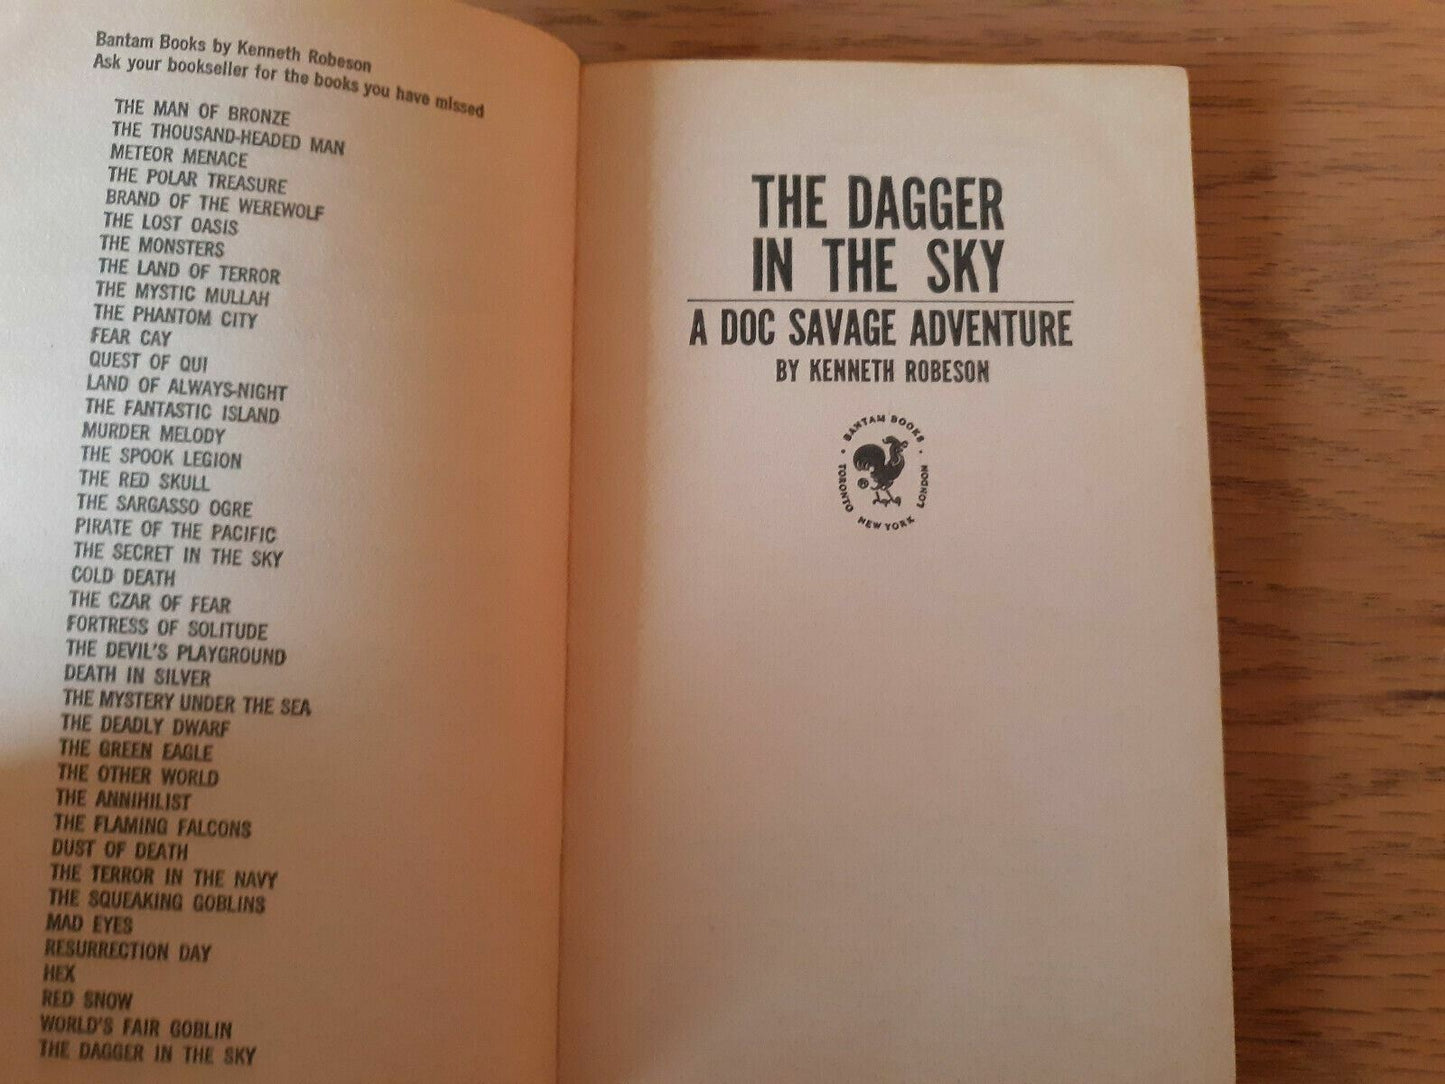 Bantam Books by Kenneth Robeson
Ask your bookseller for the books you have missed
THE MAN OF BRONZE
THE THOUSAND-HEADED MAN
METEOR MENACE
THE POLAR TREASURE
BRAND OF THE WEREWOLF
THE LOST OASIS
THE MONSTERS
THE LAND OF TERROR
THE MYSTIC MULLAH
THE PHANTOM CITY
FEAR CAY
QUEST OF QUI
LAND OF ALWAYS-NIGHT
THE FANTASTIC ISLAND
MURDER MELODY
THE SPOOK LEGION
THE RED SKULL
THE SARGASSO OGRE
PIRATE OF THE PACIFIC
THE SECRET IN THE SKY
COLD DEATH
THE CZAR OF FEAR
FORTRESS OF SOLITUDE
THE DEVIL'S PLAYGROUND
DEATH IN SILVER
THE MYSTERY UNDER THE SEA
THE DEADLY DWARF
THE GREEN EAGLE
THE OTHER WORLD
THE ANNIHILIST
THE FLAMING FALCONS
DUST OF DEATH
THE TERROR IN THE NAVY
THE SQUEAKING GOBLINS
MAD EYES
RESURRECTION DAY
HEX
RED SNOW
WORLD'S FAIR GOBLIN
THE DAGGER IN THE SKY
THE DAGGER
IN THE SKY
A DOC SAVAGE ADVENTURE
BY KENNETH ROBESON
BANTAM BOOKS
TORONTO · NEW YORK · LONDON
®